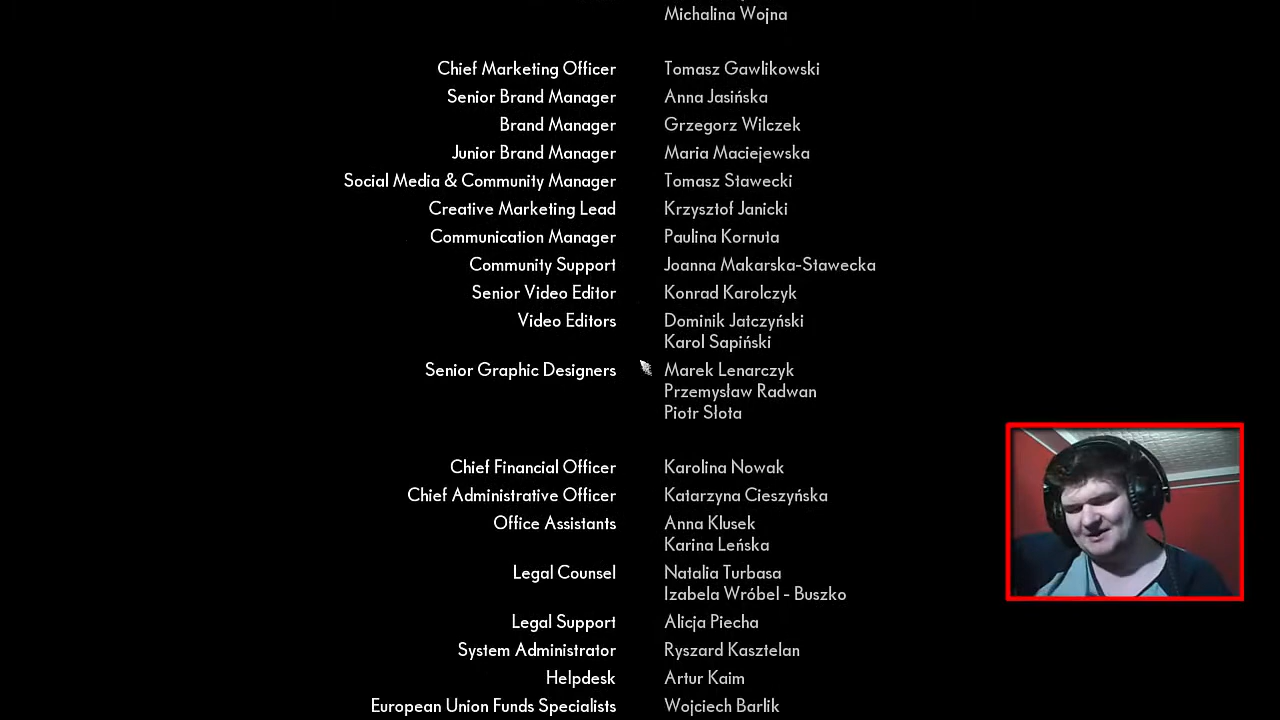 Michalina Wojna
Chief Marketing Officer Tomasz Gawlikowski
Senior Brand Manager Anna Jasińska
Brand Manager Grzegorz Wilczek
Junior Brand Manager Maria Maciejewska
Social Media & Community Manager Tomasz Stawecki
Creative Marketing Lead Krzysztof Janicki
Communication Manager Paulina Kornuta
Community Support Joanna Makarska-Stawecka
Senior Video Editor Konrad Karolczyk
Video Editors Dominik Jatczyński
Karol Sapiński
Senior Graphic Designers Marek Lenarczyk
Przemysław Radwan
Piotr Słota
Chief Financial Officer Karolina Nowak
Chief Administrative Officer Katarzyna Cieszyńska
Office Assistants Anna Klusek
Karina Leńska
Legal Counsel Natalia Turbasa
Izabela Wróbel - Buszko
Legal Support Alicja Piecha
System Administrator Ryszard Kasztelan
Helpdesk Artur Kaim
European Union Funds Specialists Wojciech Barlik